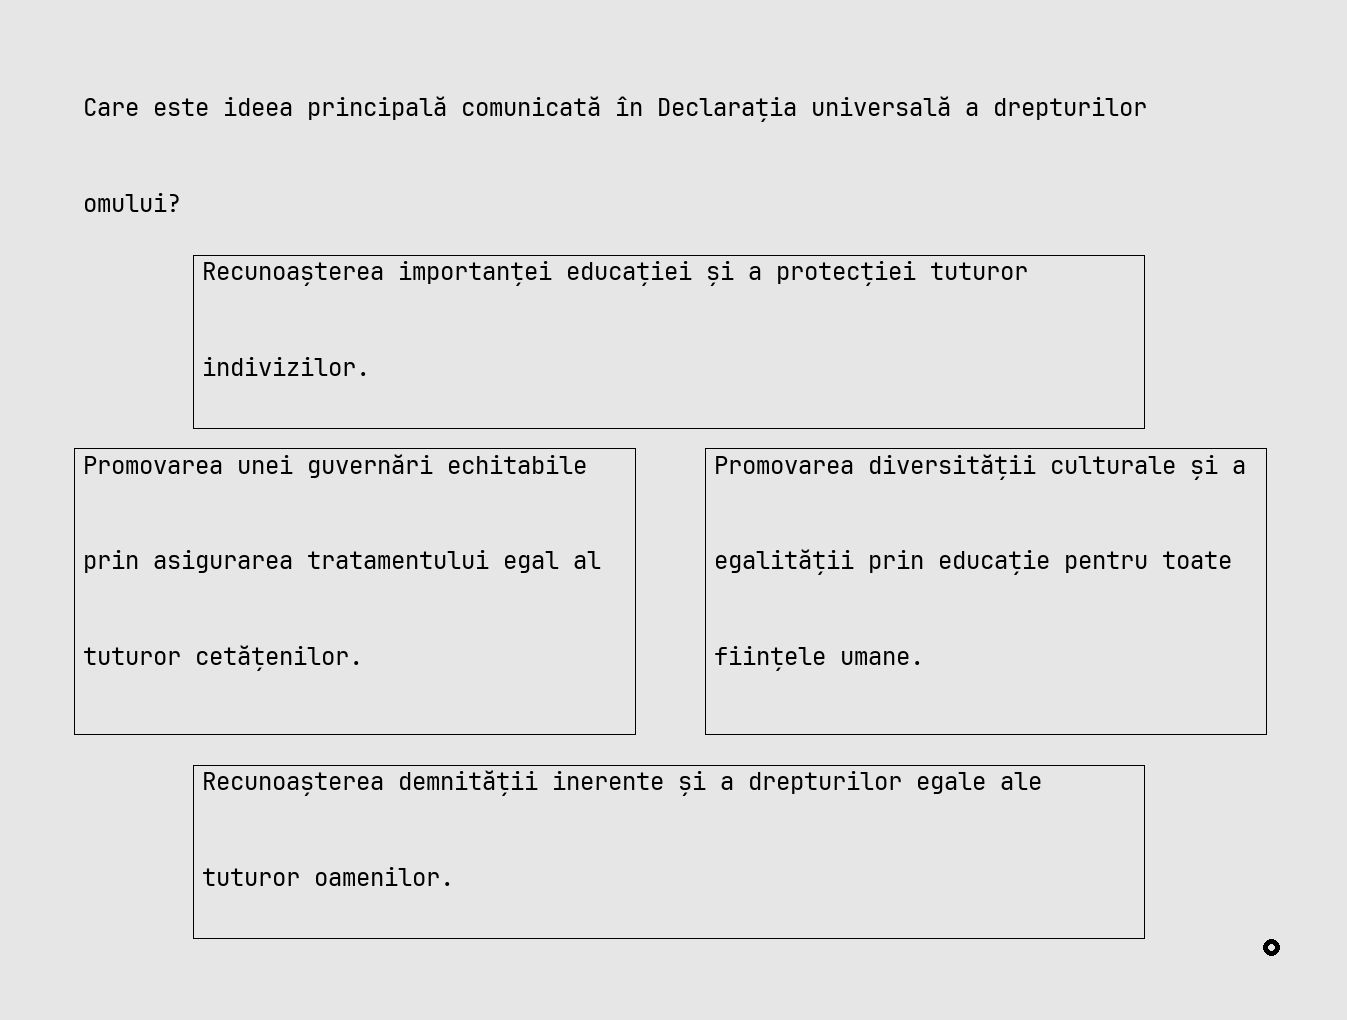 Care este ideea principală comunicată în Declarația universală a drepturilor
omului?
Recunoașterea importanței educației și a protecției tuturor
indivizilor.
Promovarea unei guvernări echitabile
prin asigurarea tratamentului egal al
tuturor cetățenilor.
Promovarea diversității culturale și a
egalității prin educație pentru toate
ființele umane.
Recunoașterea demnității inerente și a drepturilor egale ale
tuturor oamenilor.